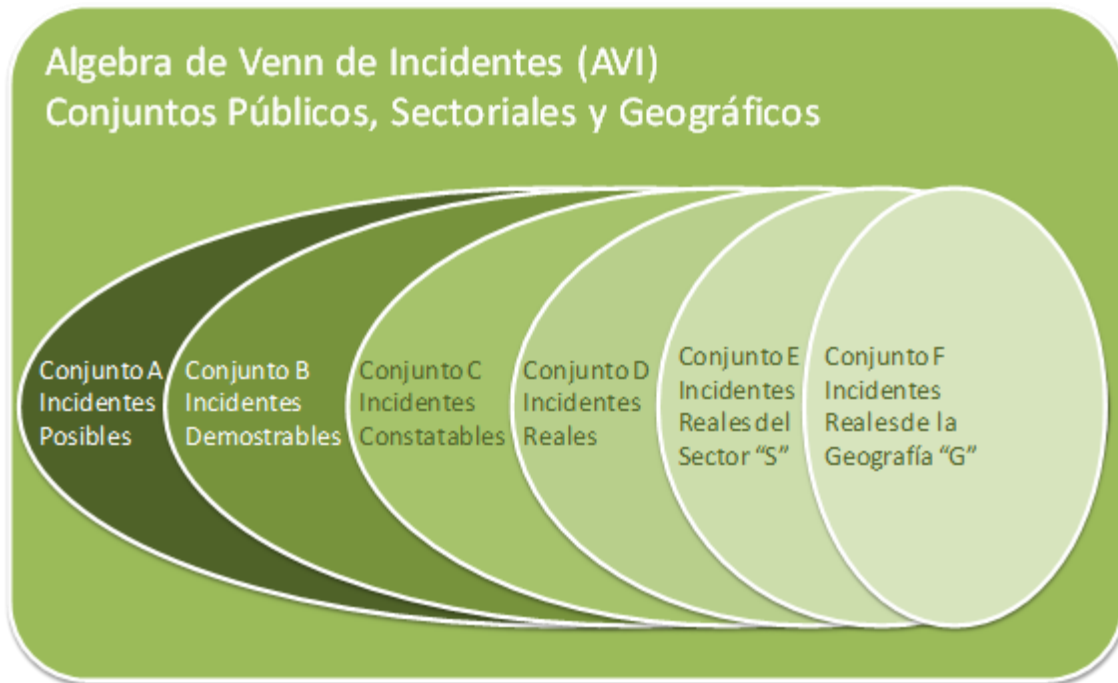 Algebra de Venn de Incidentes (AVI)
Conjuntos Públicos, Sectoriales y Geográficos
Conjunto A
Incidentes
Posibles
Conjunto B
Incidentes
Demostrables
Conjunto C
Incidentes
Constatables
Conjunto D
Incidentes
Reales
Conjunto E
Incidentes
Reales del
Sector “S”
Conjunto F
Incidentes
Reales de la
Geografía “G”